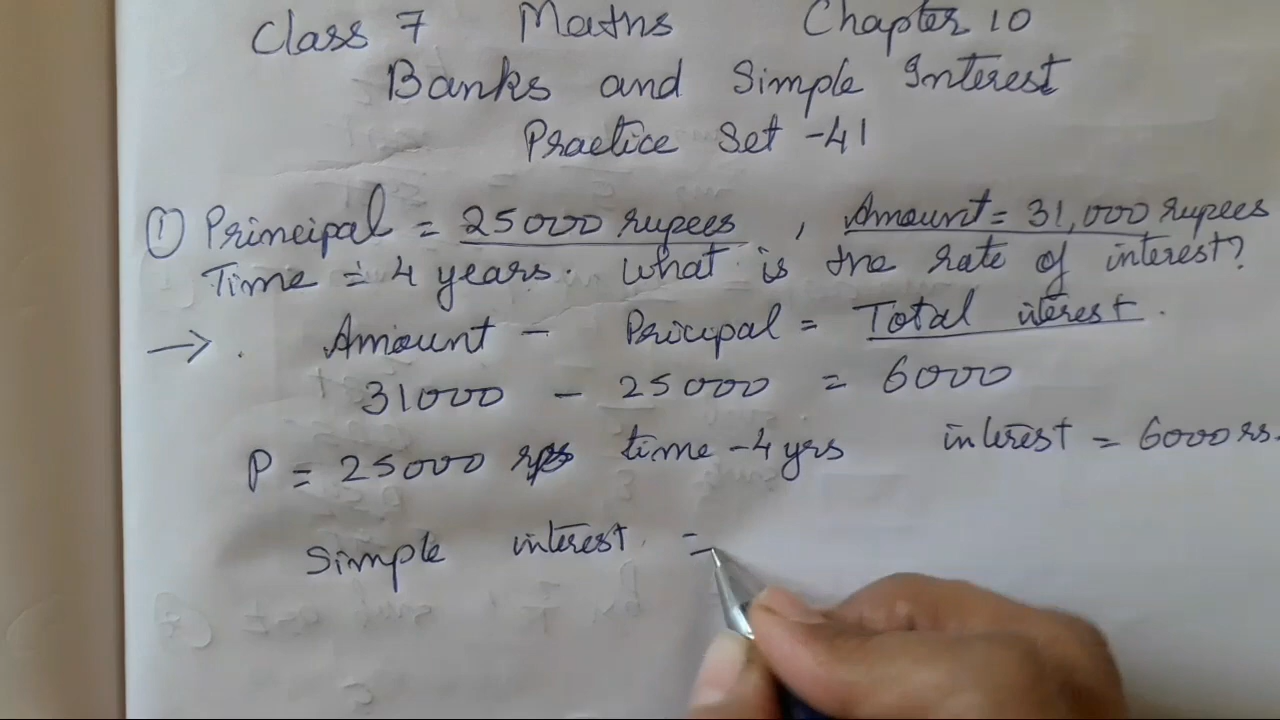 Class 7 Maths Chapter 10
Banks and Simple Interest
Practice Set -41
① Principal = 25000 rupees , Amount = 31,000 rupees
Time = 4 years. What is the rate of interest?
→ . Amount - Pricipal = Total iterest.
31000 - 25000 = 6000
P = 25000 rps time - 4 yrs interest = 6000 rs.
Simple interest =